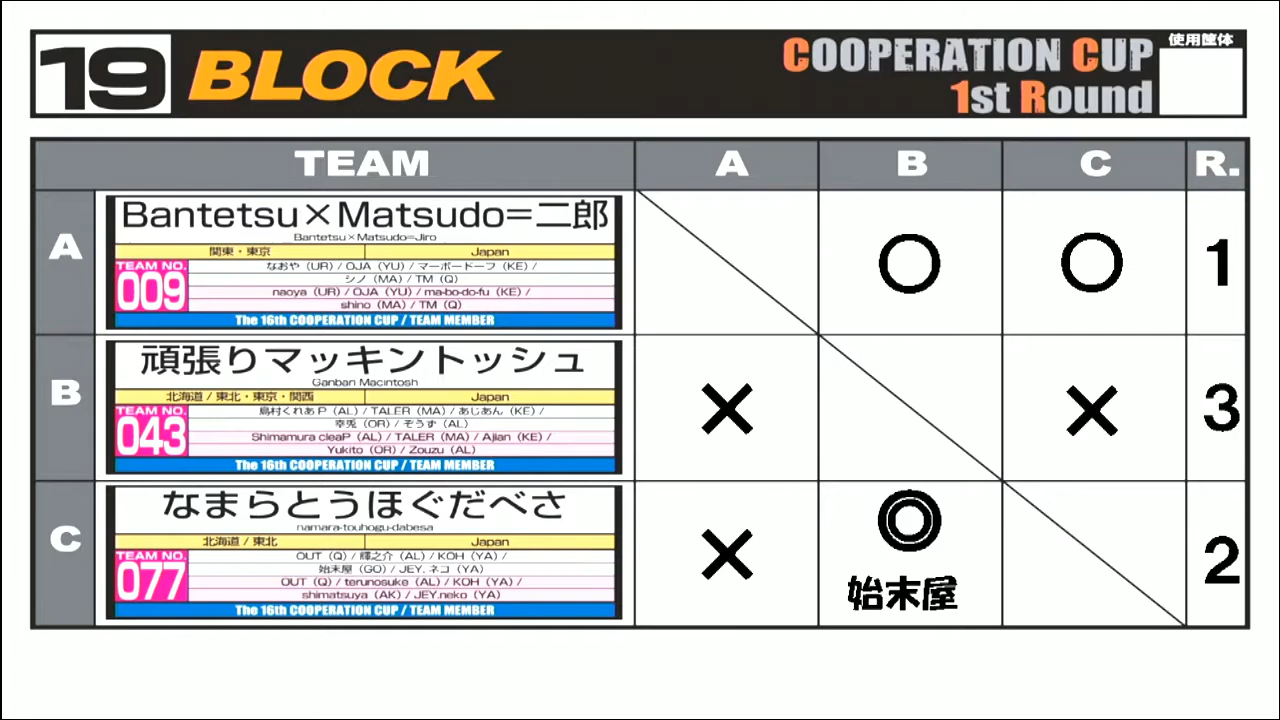 19 BLOCK
COOPERATION CUP
1st Round
使用筐体
TEAM A B C R.
A
Bantetsu×Matsudo=二郎
Bantetsu×Matsudo=Jiro
関東・東京 Japan
TEAM NO.
009
なおや（UR）/ OJA（YU）/ マーボードーフ（KE）/
シノ（MA）/ TM（Q）
naoya（UR）/ OJA（YU）/ ma-bo-do-fu（KE）/
shino（MA）/ TM（Q）
The 16th COOPERATION CUP / TEAM MEMBER
○ ○ 1
B
頑張りマッキントッシュ
Ganbari Macintosh
北海道 / 東北・東京・関西 Japan
TEAM NO.
043
島村くれあP（AL）/ TALER（MA）/ あじあん（KE）/
幸兎（OR）/ ぞうず（AL）
Shimamura cleaP（AL）/ TALER（MA）/ Ajian（KE）/
Yukito（OR）/ Zouzu（AL）
The 16th COOPERATION CUP / TEAM MEMBER
× × 3
C
なまらとうほぐだべさ
namara-touhogu-dabesa
北海道 / 東北 Japan
TEAM NO.
077
OUT（Q）/ 輝之介（AL）/ KOH（YA）/
始末屋（GO）/ JEY. ネコ（YA）
OUT（Q）/ terunosuke（AL）/ KOH（YA）/
shimatsuya（AK）/ JEY.neko（YA）
The 16th COOPERATION CUP / TEAM MEMBER
× ◎ 2
始末屋